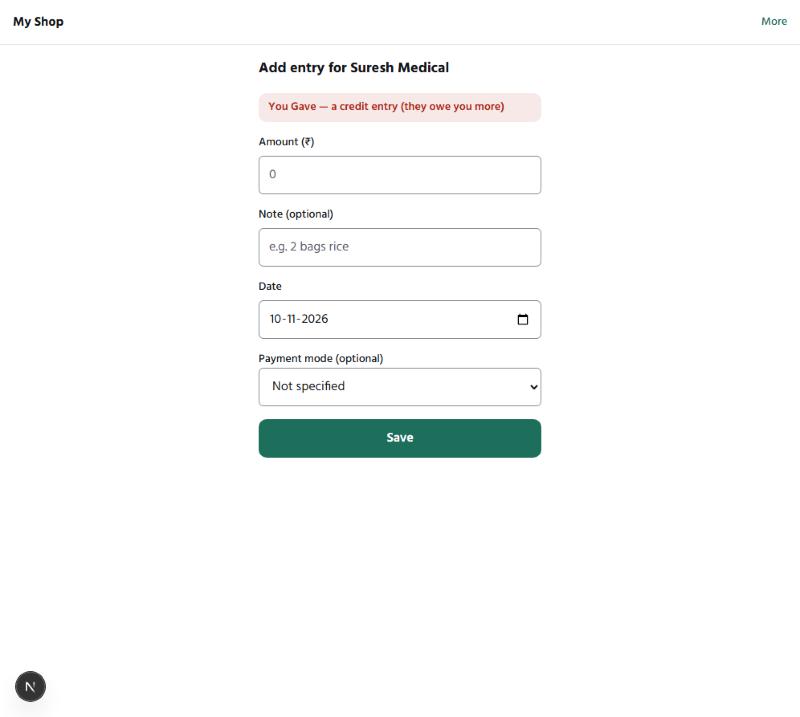 My Shop
More
Add entry for Suresh Medical
You Gave — a credit entry (they owe you more)
Amount (₹)
0
Note (optional)
e.g. 2 bags rice
Date
10-11-2026
Payment mode (optional)
Not specified
Save
N